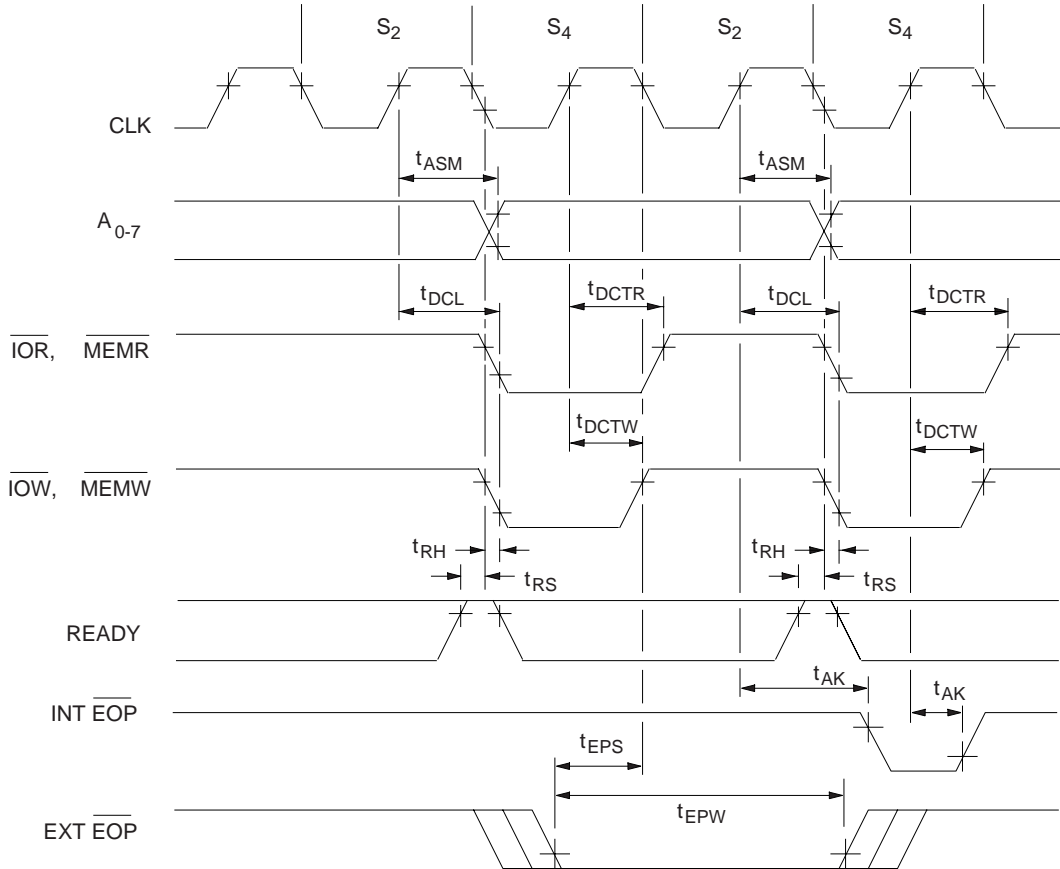 S2 S4 S2 S4
CLK
tASM tASM
A0-7
tDCL tDCTR tDCL tDCTR
IOR, MEMR
tDCTW tDCTW
IOW, MEMW
tRH tRH
tRS tRS
READY
tAK tAK
INT EOP
tEPS
tEPW
EXT EOP